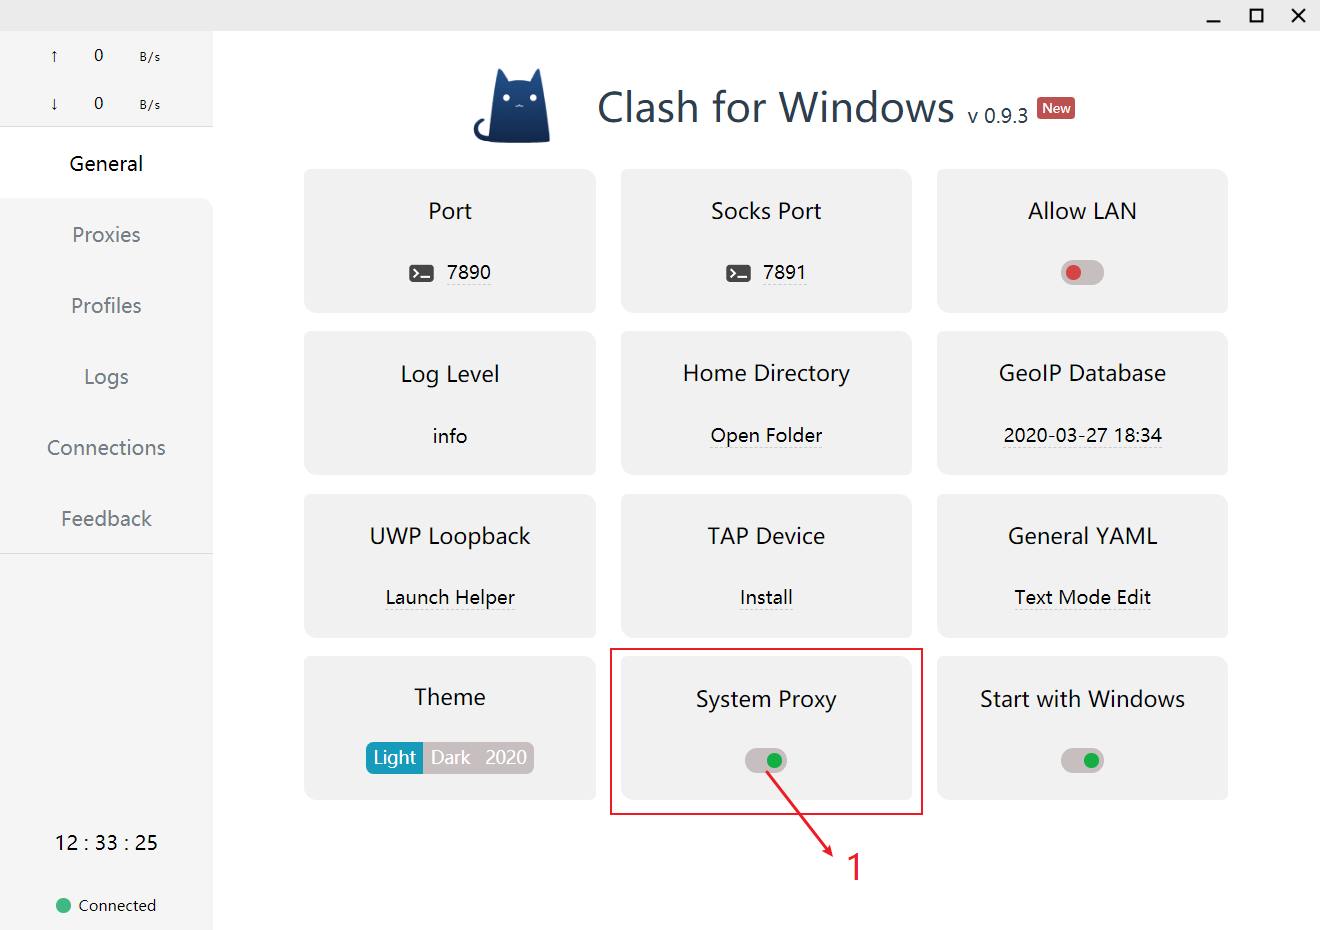 ↑ 0 B/s
↓ 0 B/s
General
Proxies
Profiles
Logs
Connections
Feedback
12 : 33 : 25
Connected
Clash for Windows v 0.9.3 New
Port
7890
Socks Port
7891
Allow LAN
Log Level
info
Home Directory
Open Folder
GeoIP Database
2020-03-27 18:34
UWP Loopback
Launch Helper
TAP Device
Install
General YAML
Text Mode Edit
Theme
Light Dark 2020
System Proxy
Start with Windows
1